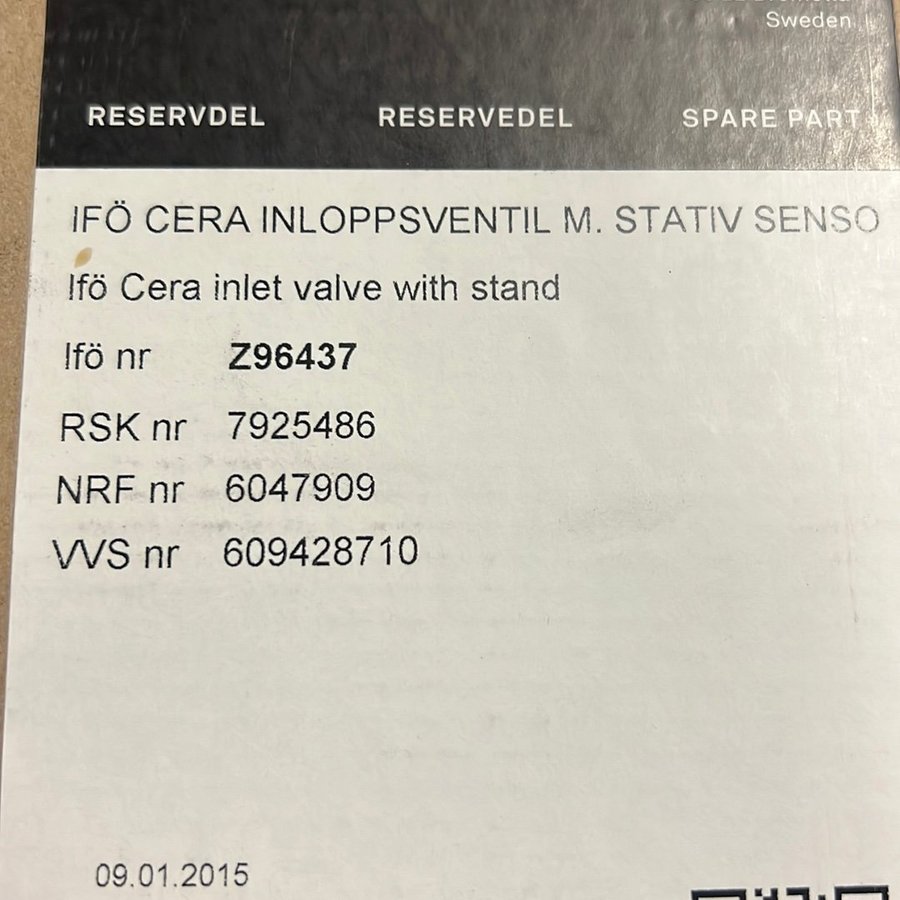 Sweden
RESERVDEL RESERVEDEL SPARE PART
IFÖ CERA INLOPPSVENTIL M. STATIV SENSO
Ifö Cera inlet valve with stand
Ifö nr Z96437
RSK nr 7925486
NRF nr 6047909
VVS nr 609428710
09.01.2015